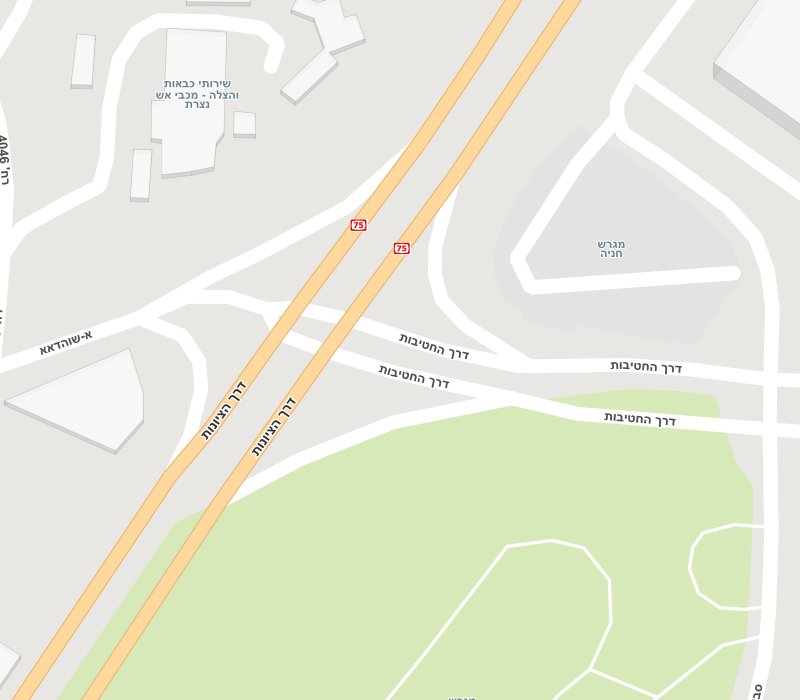 שירותי כבאות
והצלה - מכבי אש
נצרת
רח' 4046
75
75
מגרש
חניה
א-שוהדאא
דרך החטיבות
דרך החטיבות
דרך החטיבות
דרך החטיבות
דרך הציונות
דרך הציונות